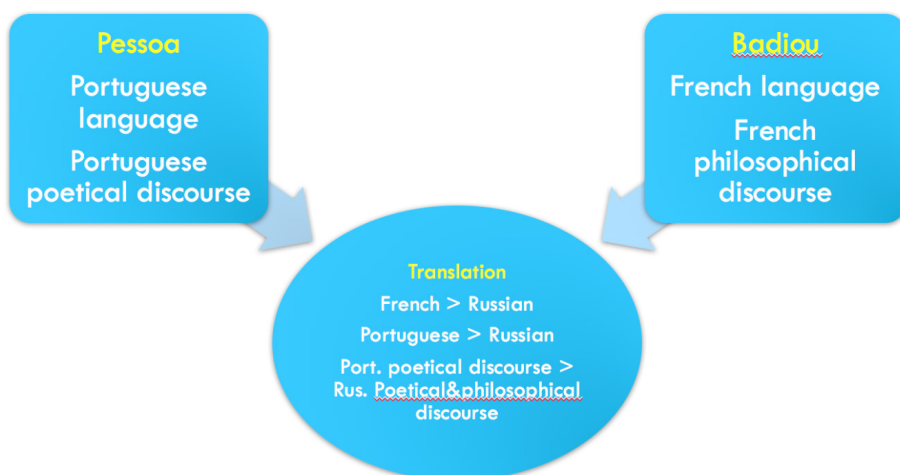 Pessoa
Portuguese
language
Portuguese
poetical discourse
Badiou
French language
French
philosophical
discourse
Translation
French > Russian
Portuguese > Russian
Port. poetical discourse >
Rus. Poetical&philosophical
discourse